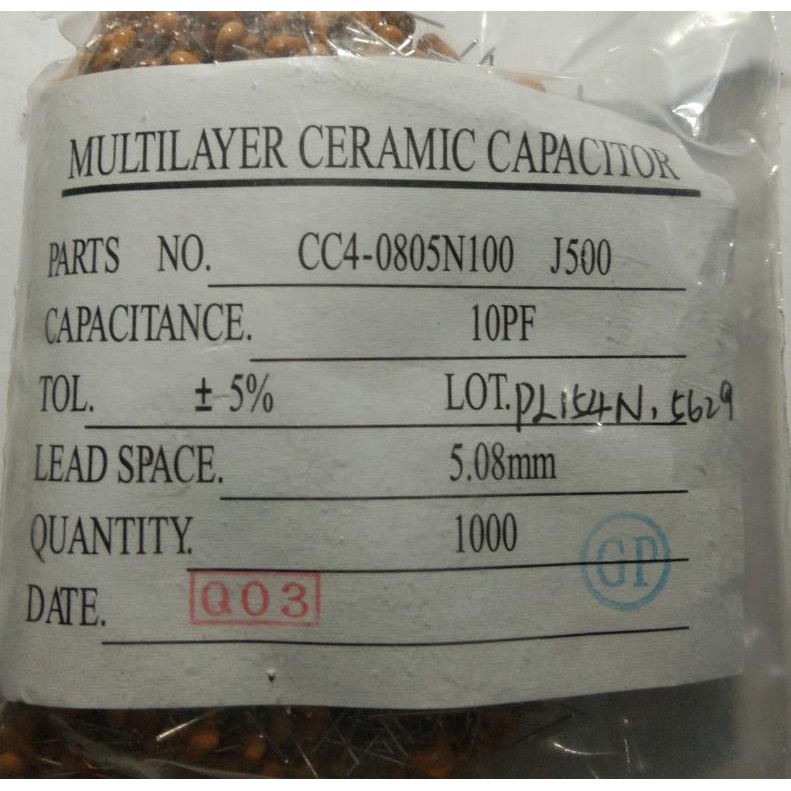 MULTILAYER CERAMIC CAPACITOR
PARTS NO. CC4-0805N100 J500
CAPACITANCE. 10PF
TOL. ± 5% LOT. PL154N. 5629
LEAD SPACE. 5.08mm
QUANTITY. 1000
GP
DATE. Q03